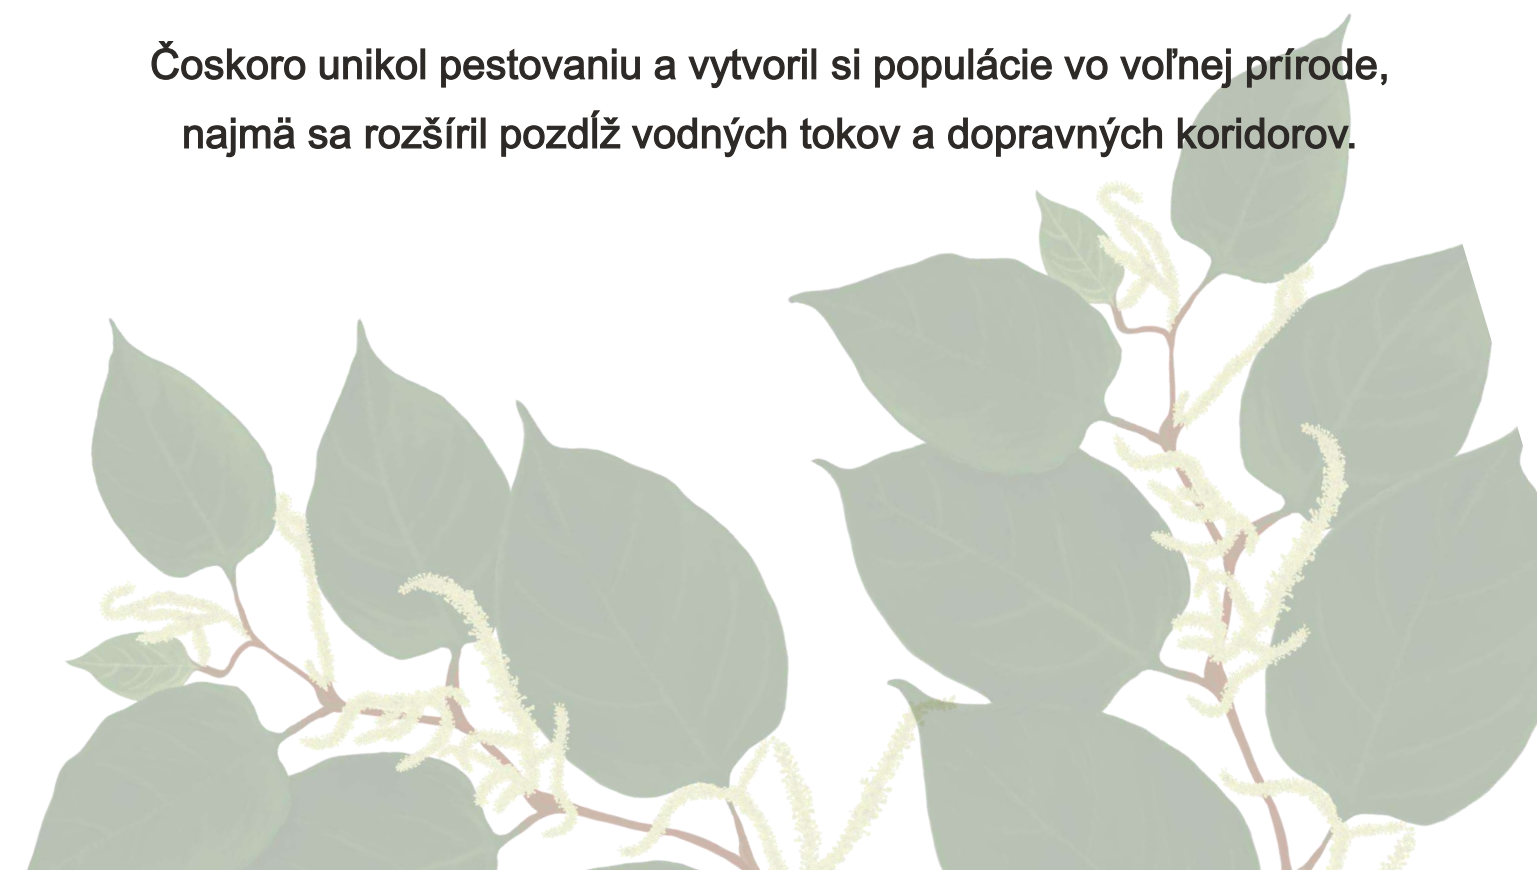 Čoskoro unikol pestovaniu a vytvoril si populácie vo voľnej prírode,
najmä sa rozšíril pozdĺž vodných tokov a dopravných koridorov.